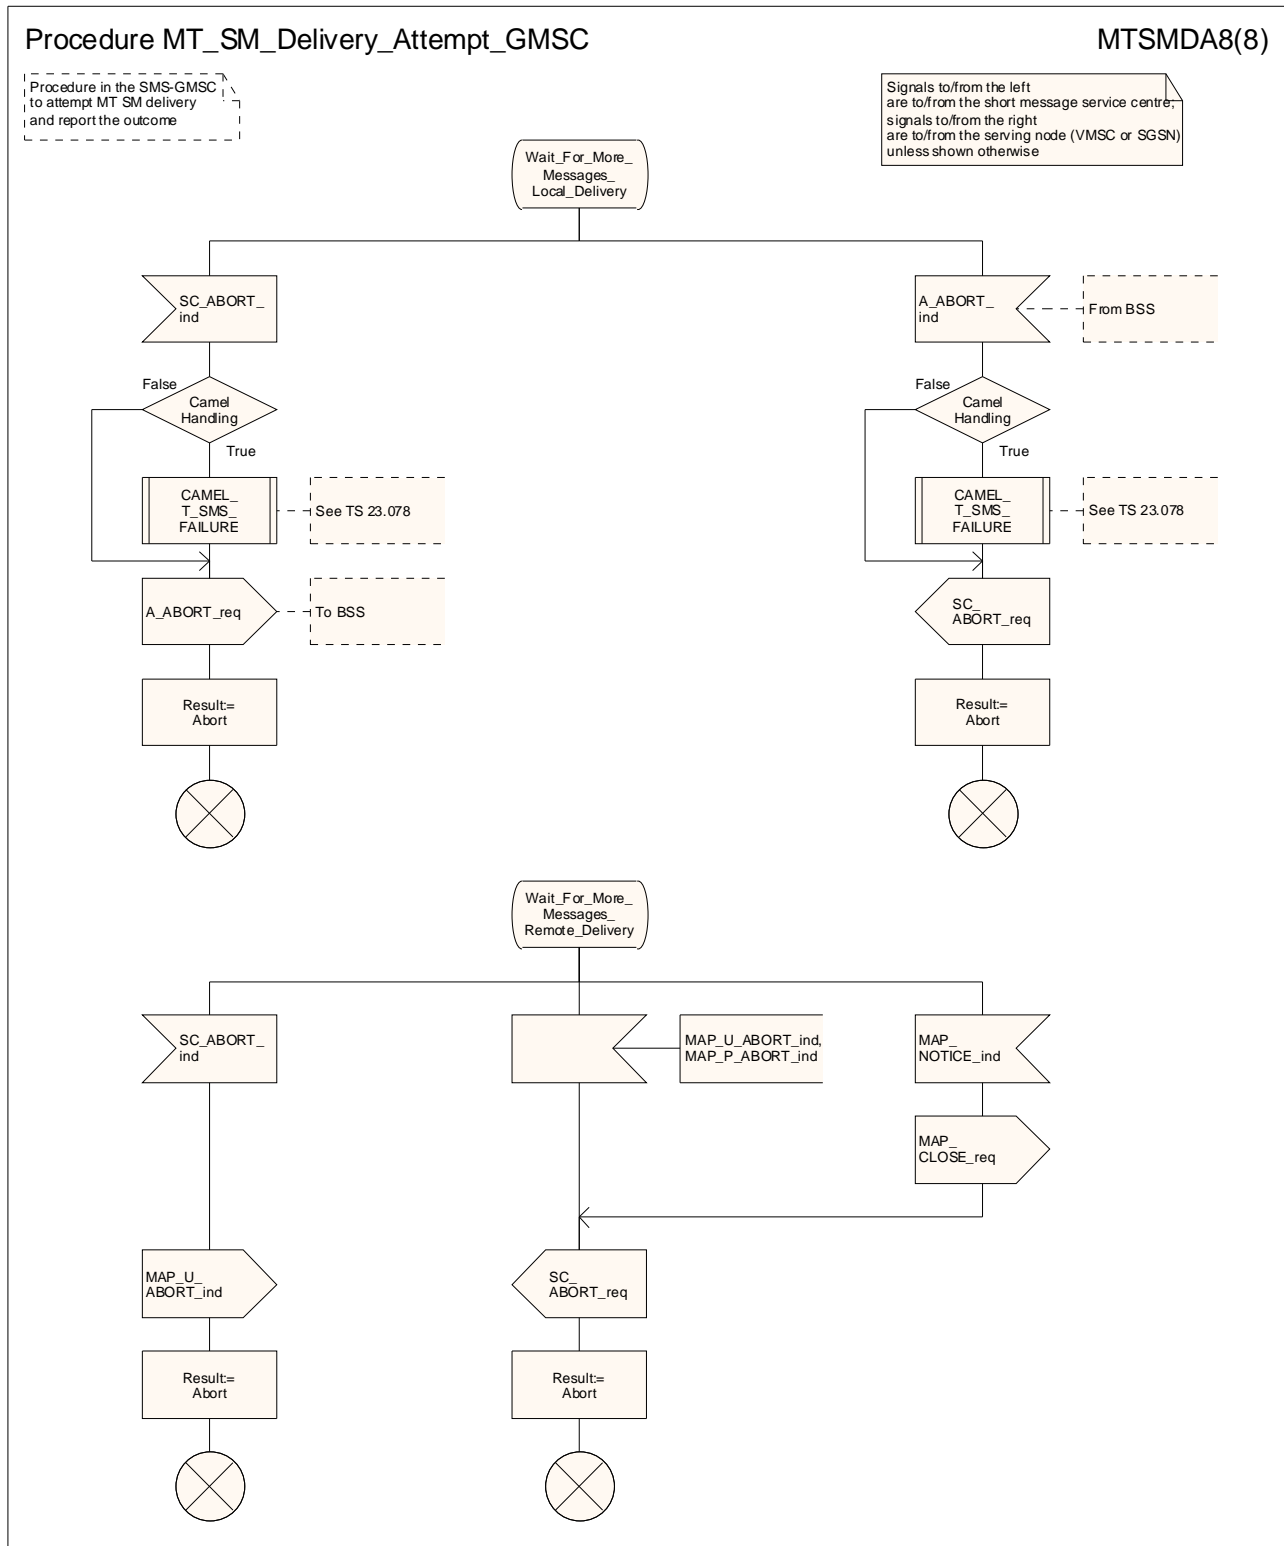 Procedure MT_SM_Delivery_Attempt_GMSC
MTSMDA8(8)
Procedure in the SMS-GMSC
to attempt MT SM delivery
and report the outcome
Signals to/from the left
are to/from the short message service centre;
signals to/from the right
are to/from the serving node (VMSC or SGSN)
unless shown otherwise
Wait_For_More_
Messages_
Local_Delivery
SC_ABORT_
ind
A_ABORT_
ind
From BSS
False
Camel
Handling
True
False
Camel
Handling
True
CAMEL_
T_SMS_
FAILURE
See TS 23.078
CAMEL_
T_SMS_
FAILURE
See TS 23.078
A_ABORT_req
To BSS
SC_
ABORT_req
Result:=
Abort
Result:=
Abort
Wait_For_More_
Messages_
Remote_Delivery
SC_ABORT_
ind
MAP_U_ABORT_ind,
MAP_P_ABORT_ind
MAP_
NOTICE_ind
MAP_
CLOSE_req
MAP_U_
ABORT_ind
SC_
ABORT_req
Result:=
Abort
Result:=
Abort